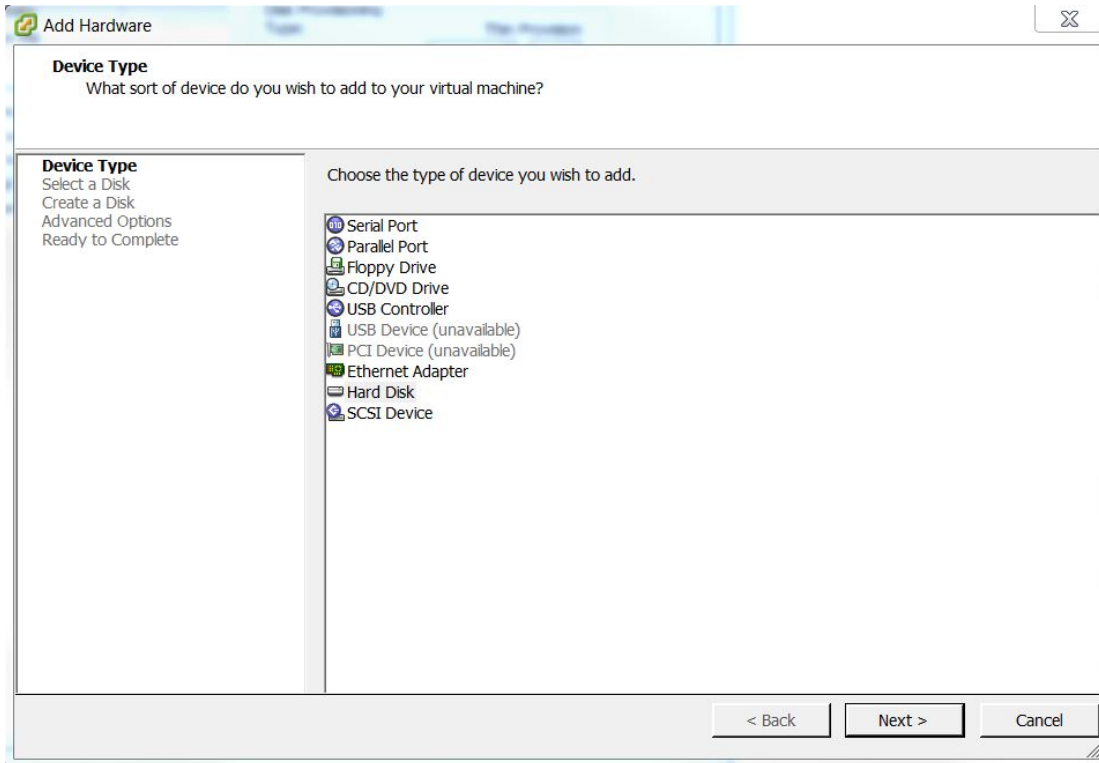 Add Hardware
Device Type
What sort of device do you wish to add to your virtual machine?
Device Type
Select a Disk
Create a Disk
Advanced Options
Ready to Complete
Choose the type of device you wish to add.
Serial Port
Parallel Port
Floppy Drive
CD/DVD Drive
USB Controller
USB Device (unavailable)
PCI Device (unavailable)
Ethernet Adapter
Hard Disk
SCSI Device
< Back
Next >
Cancel